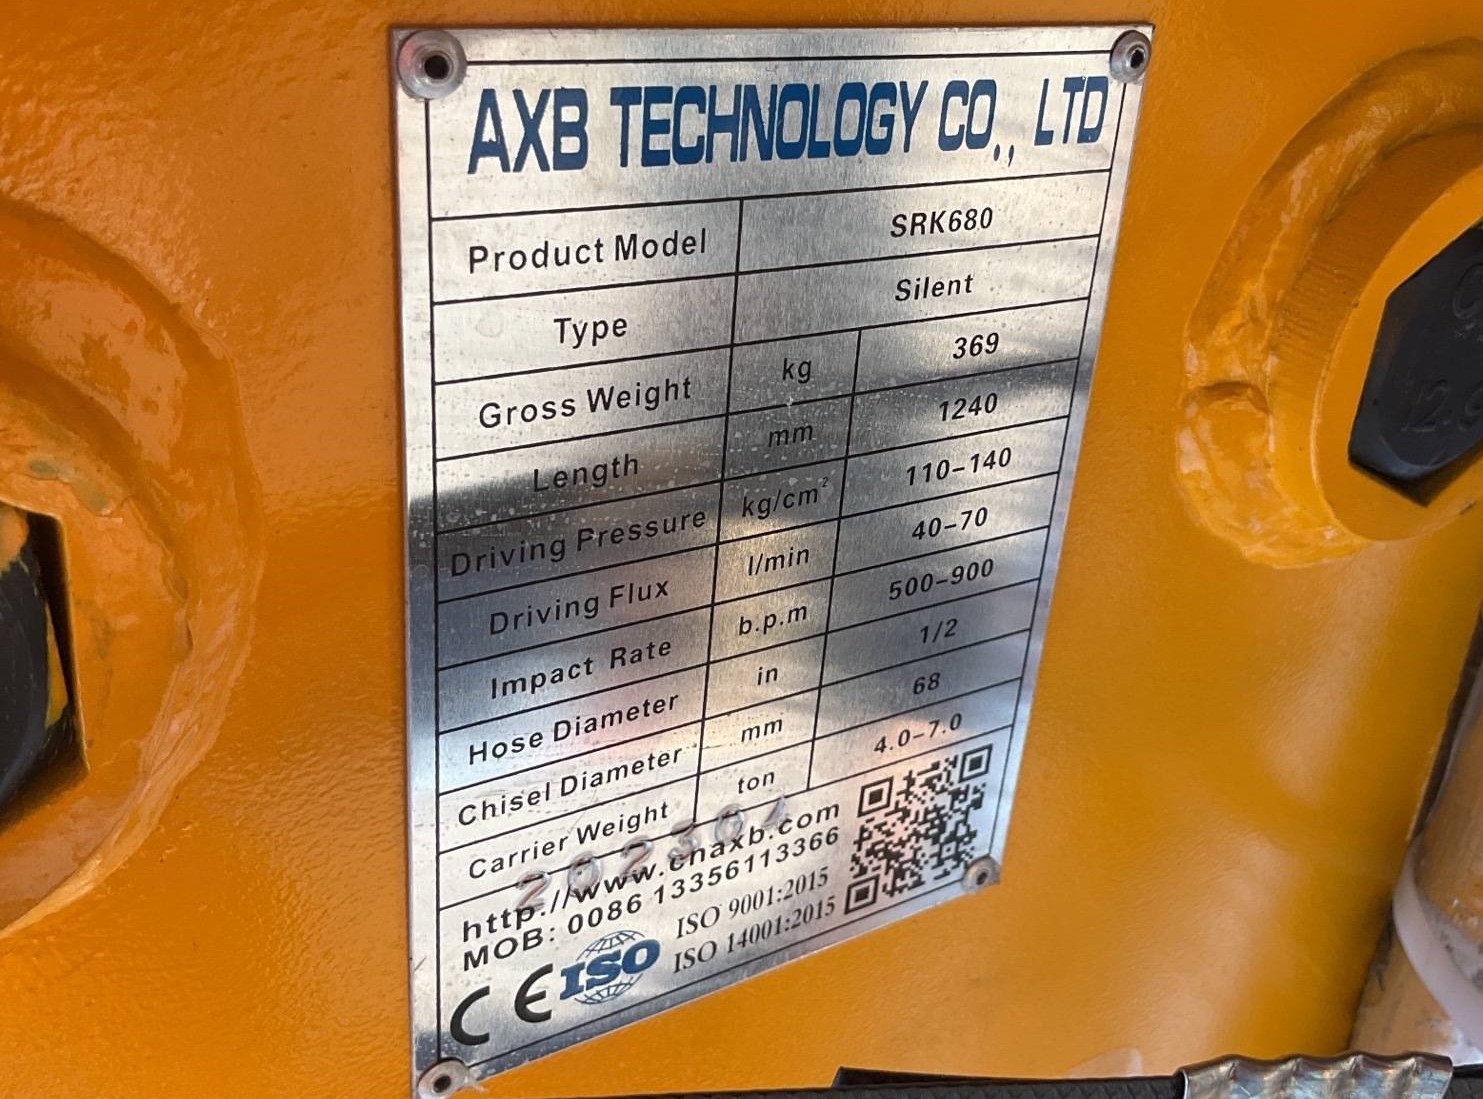 AXB TECHNOLOGY CO., LTD
Product Model SRK680
Type Silent
Gross Weight kg 369
Length mm 1240
Driving Pressure kg/cm² 110-140
Driving Flux l/min 40-70
Impact Rate b.p.m 500-900
Hose Diameter in 1/2
Chisel Diameter mm 68
Carrier Weight ton 4.0-7.0
http://www.cnaxb.com
MOB: 0086 13356113366
CE ISO ISO 9001:2015
ISO 14001:2015